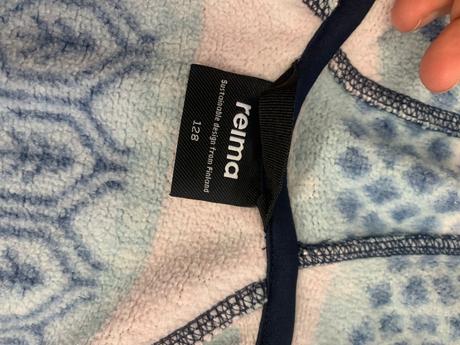 reima
Sustainable design from Finland
128